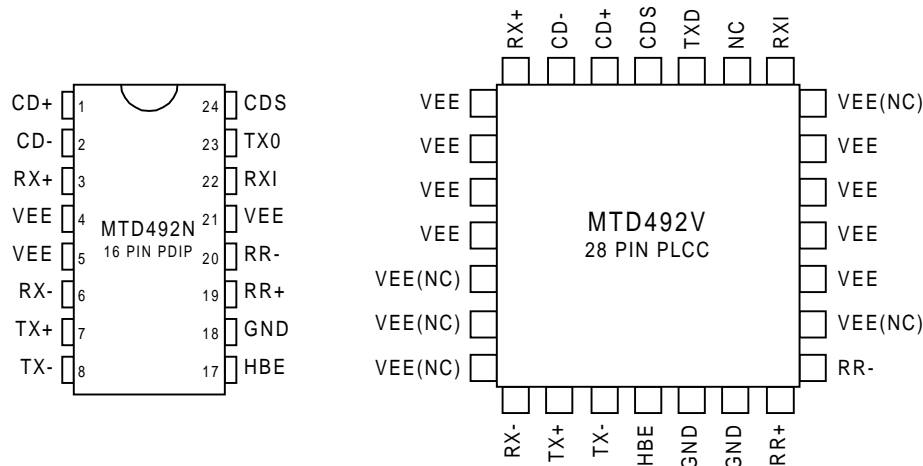 CD+ 1 24 CDS
CD- 2 23 TX0
RX+ 3 22 RXI
VEE 4 21 VEE
VEE 5 20 RR-
RX- 6 19 RR+
TX+ 7 18 GND
TX- 8 17 HBE
MTD492N
16 PIN PDIP
RX+ CD- CD+ CDS TXD NC RXI
VEE VEE(NC)
VEE VEE
VEE VEE
VEE VEE
VEE(NC) VEE
VEE(NC) VEE(NC)
VEE(NC) RR-
MTD492V
28 PIN PLCC
RX- TX+ TX- HBE GND GND RR+